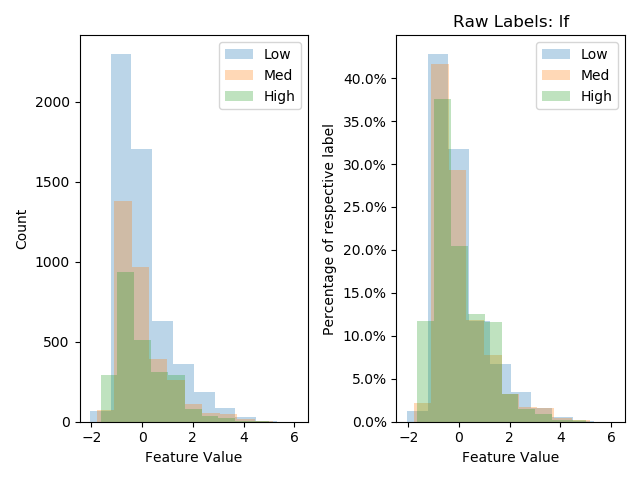 Raw Labels: If
Low
Med
High
Low
Med
High
Count
2000
1500
1000
500
0
−2
0
2
4
6
Feature Value
Percentage of respective label
40.0%
35.0%
30.0%
25.0%
20.0%
15.0%
10.0%
5.0%
0.0%
−2
0
2
4
6
Feature Value